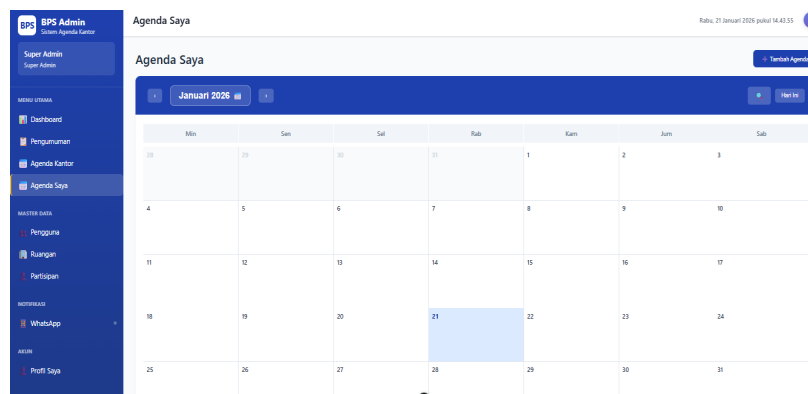 BPS
BPS Admin
Sistem Agenda Kantor
Super Admin
Super Admin
MENU UTAMA
Dashboard
Pengumuman
Agenda Kantor
Agenda Saya
MASTER DATA
Pengguna
Ruangan
Partisipan
NOTIFIKASI
WhatsApp
AKUN
Profil Saya
Agenda Saya
Rabu, 21 Januari 2026 pukul 14.43.55
Agenda Saya
+ Tambah Agenda
‹ Januari 2026 ›
Hari Ini
Min Sen Sel Rab Kam Jum Sab
28 29 30 31 1 2 3
4 5 6 7 8 9 10
11 12 13 14 15 16 17
18 19 20 21 22 23 24
25 26 27 28 29 30 31